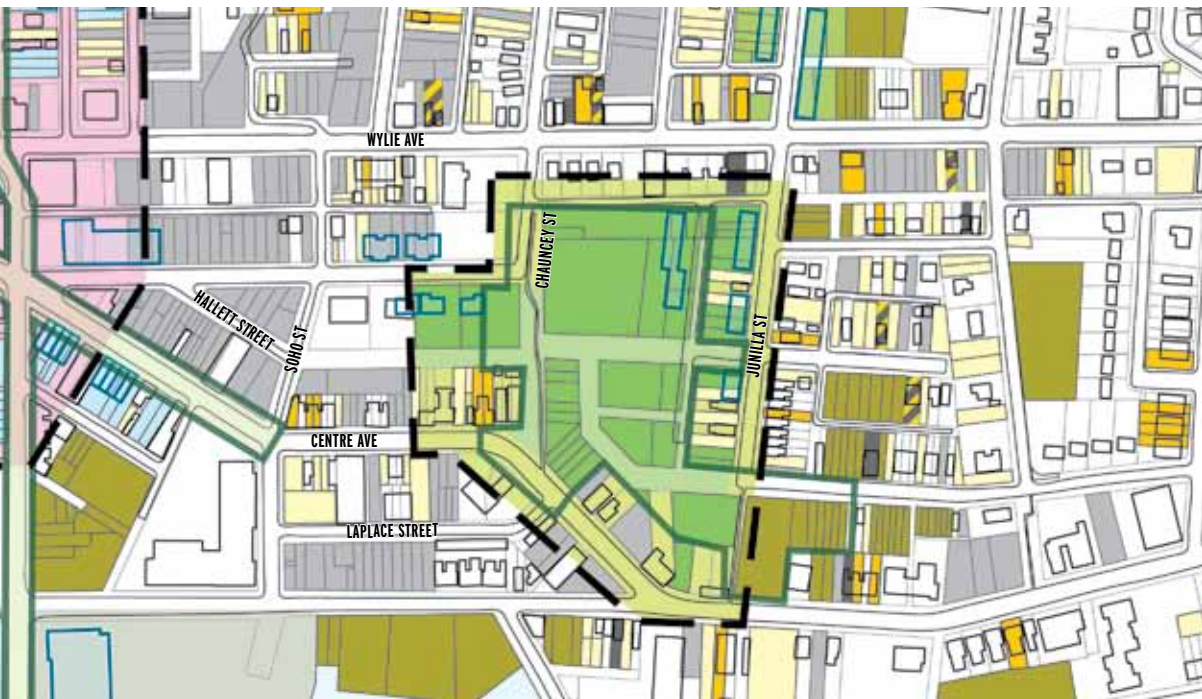 WYLIE AVE
CHAUNCEY ST
HALLETT STREET
SOHO ST
JUNILLA ST
CENTRE AVE
LAPLACE STREET